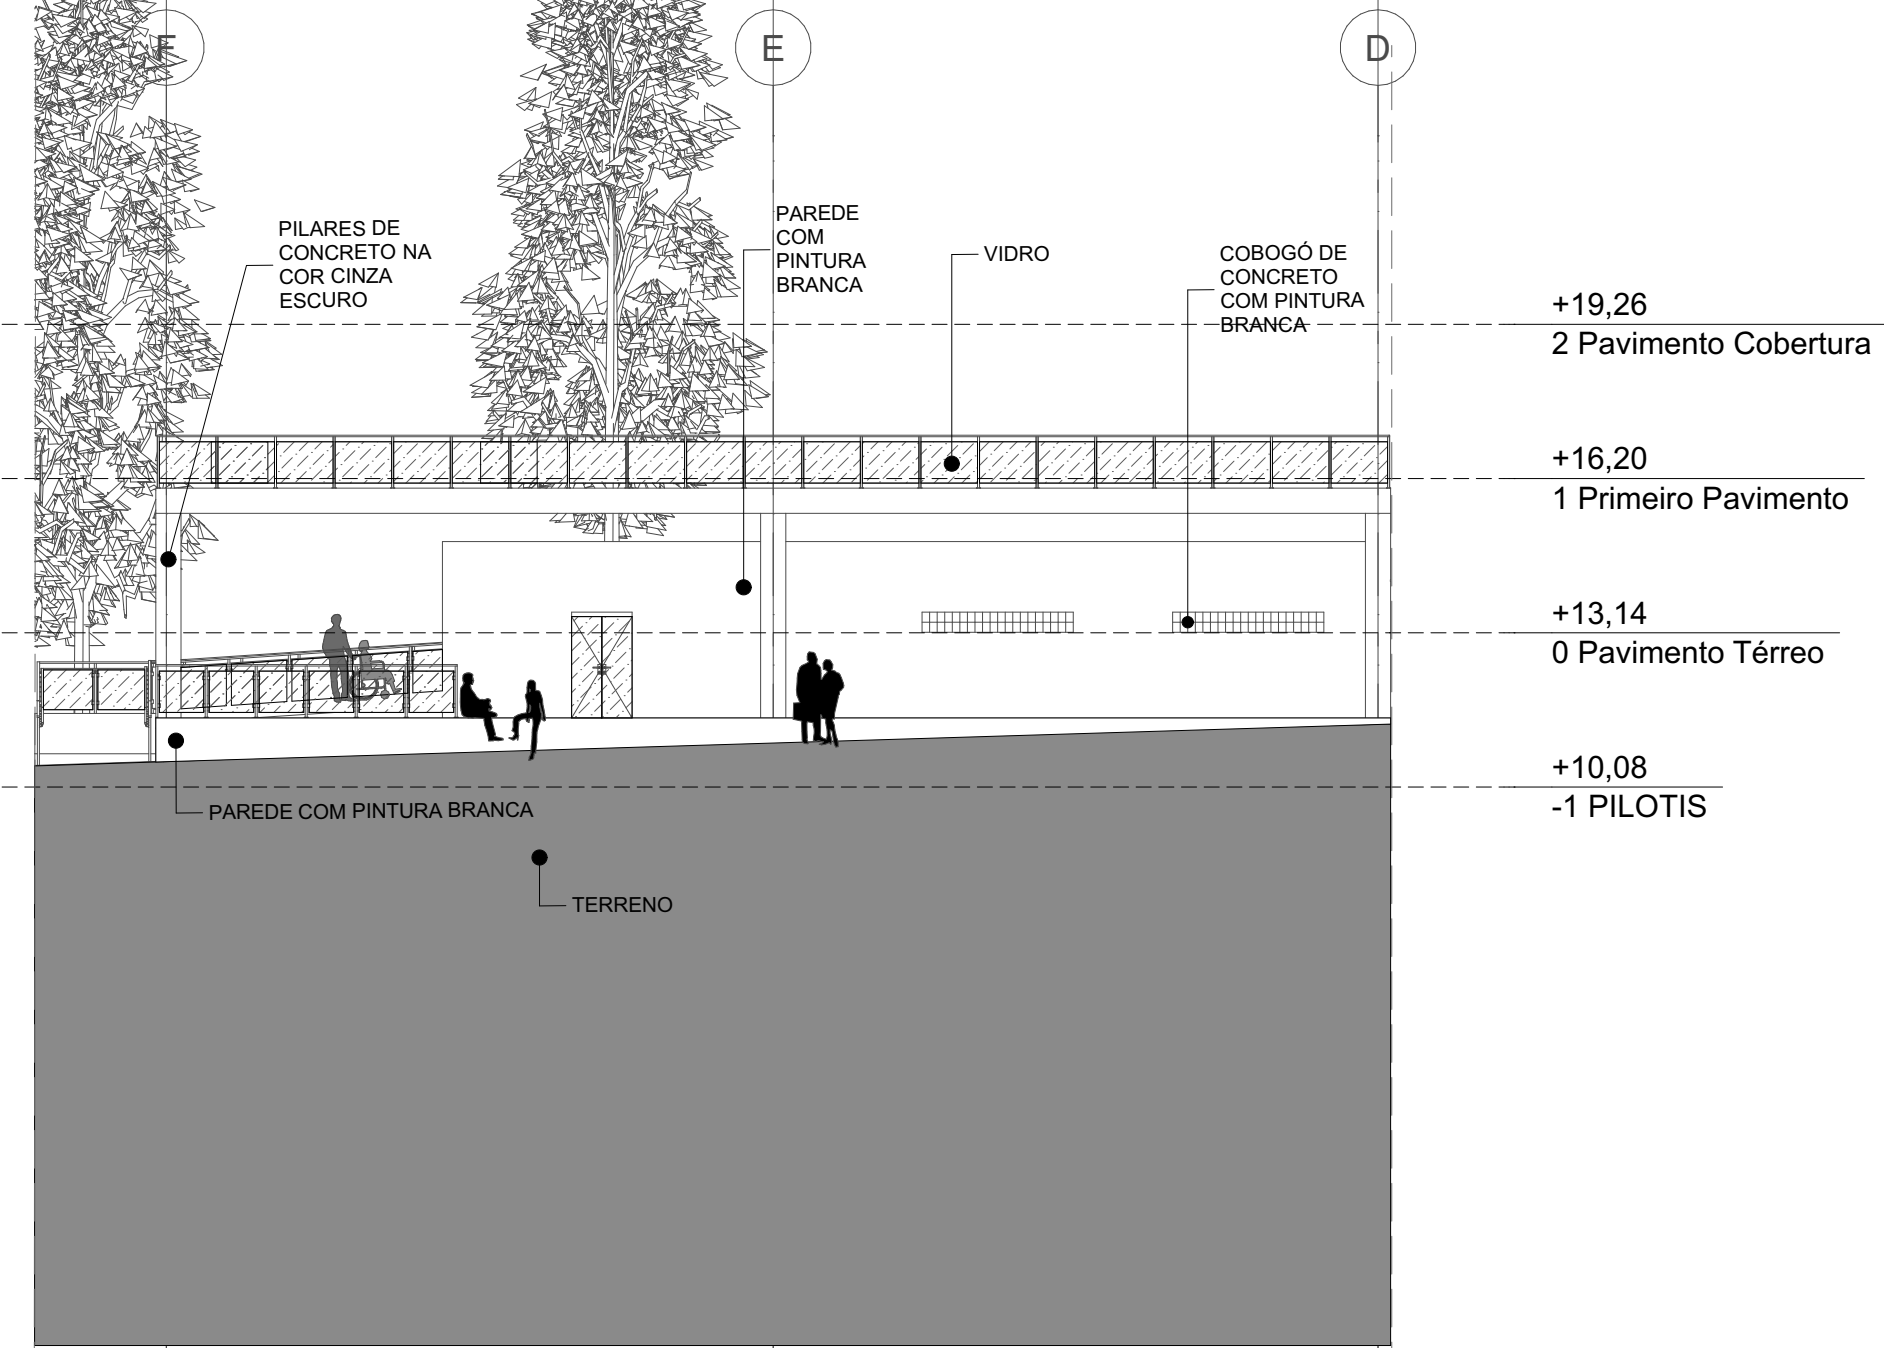 F
E
D
PILARES DE
CONCRETO NA
COR CINZA
ESCURO
PAREDE
COM
PINTURA
BRANCA
VIDRO
COBOGÓ DE
CONCRETO
COM PINTURA
BRANCA
+19,26
2 Pavimento Cobertura
+16,20
1 Primeiro Pavimento
+13,14
0 Pavimento Térreo
+10,08
-1 PILOTIS
PAREDE COM PINTURA BRANCA
TERRENO